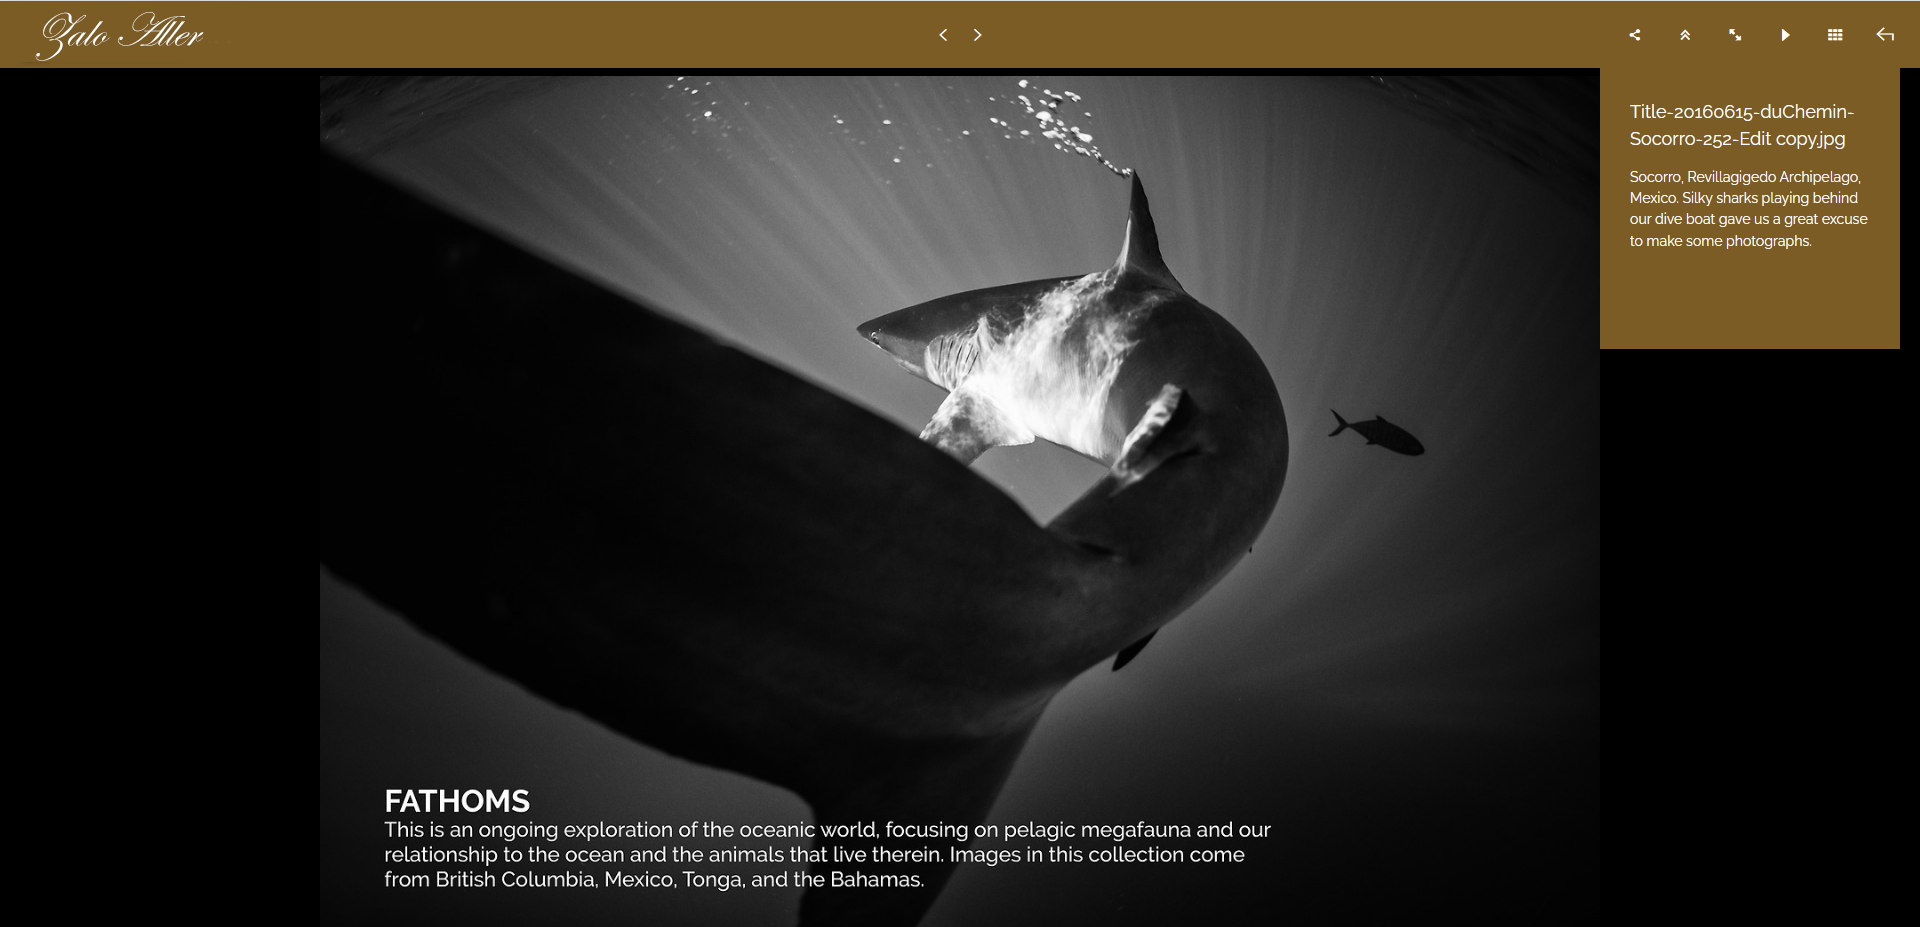 Zalo Aller
Title-20160615-duChemin-
Socorro-252-Edit copy.jpg
Socorro, Revillagigedo Archipelago,
Mexico. Silky sharks playing behind
our dive boat gave us a great excuse
to make some photographs.
FATHOMS
This is an ongoing exploration of the oceanic world, focusing on pelagic megafauna and our
relationship to the ocean and the animals that live therein. Images in this collection come
from British Columbia, Mexico, Tonga, and the Bahamas.